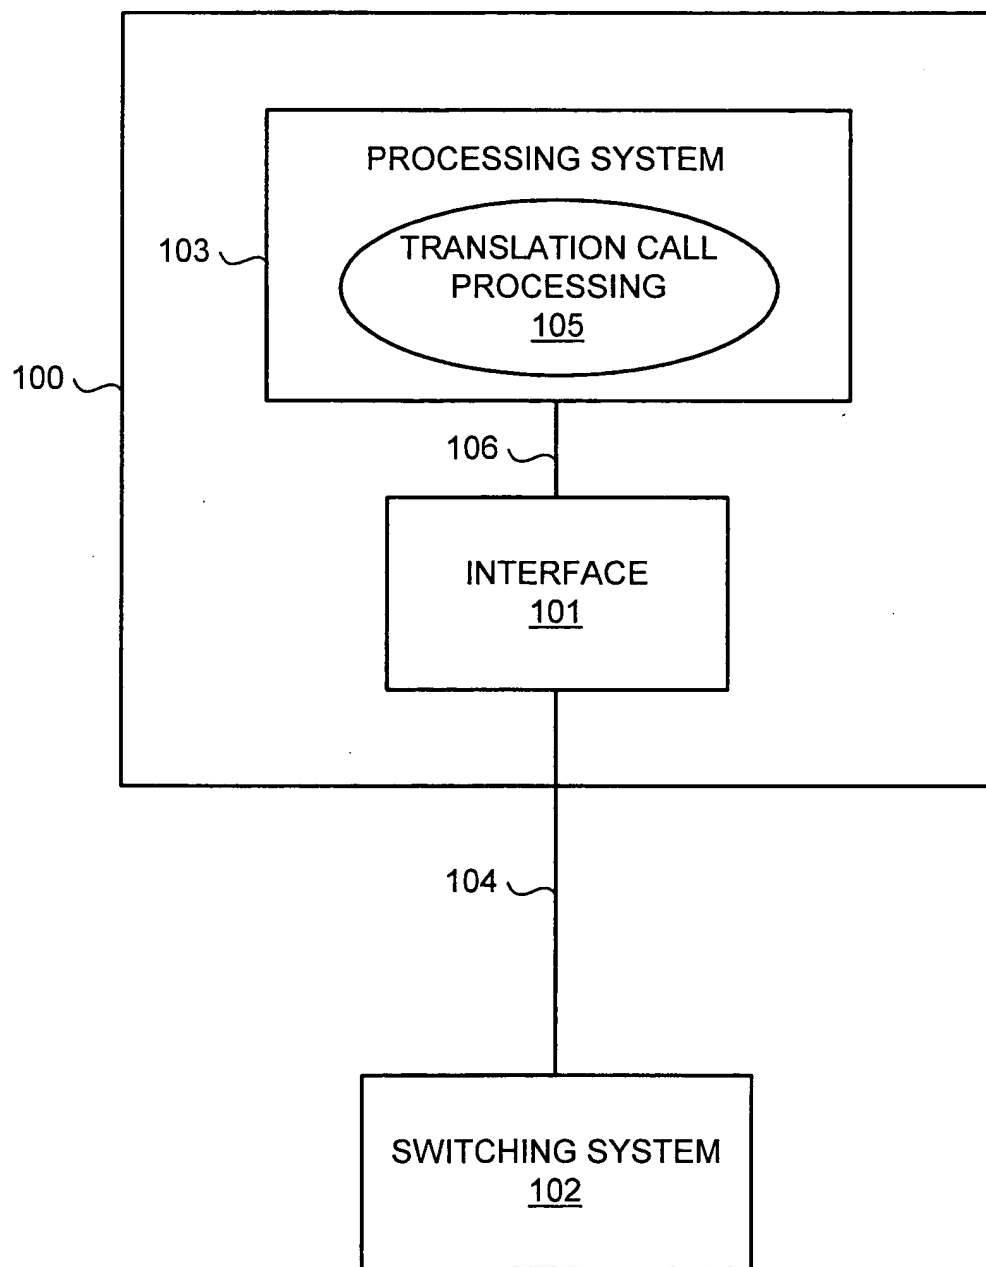 PROCESSING SYSTEM
103
TRANSLATION CALL
PROCESSING
105
100
106
INTERFACE
101
104
SWITCHING SYSTEM
102